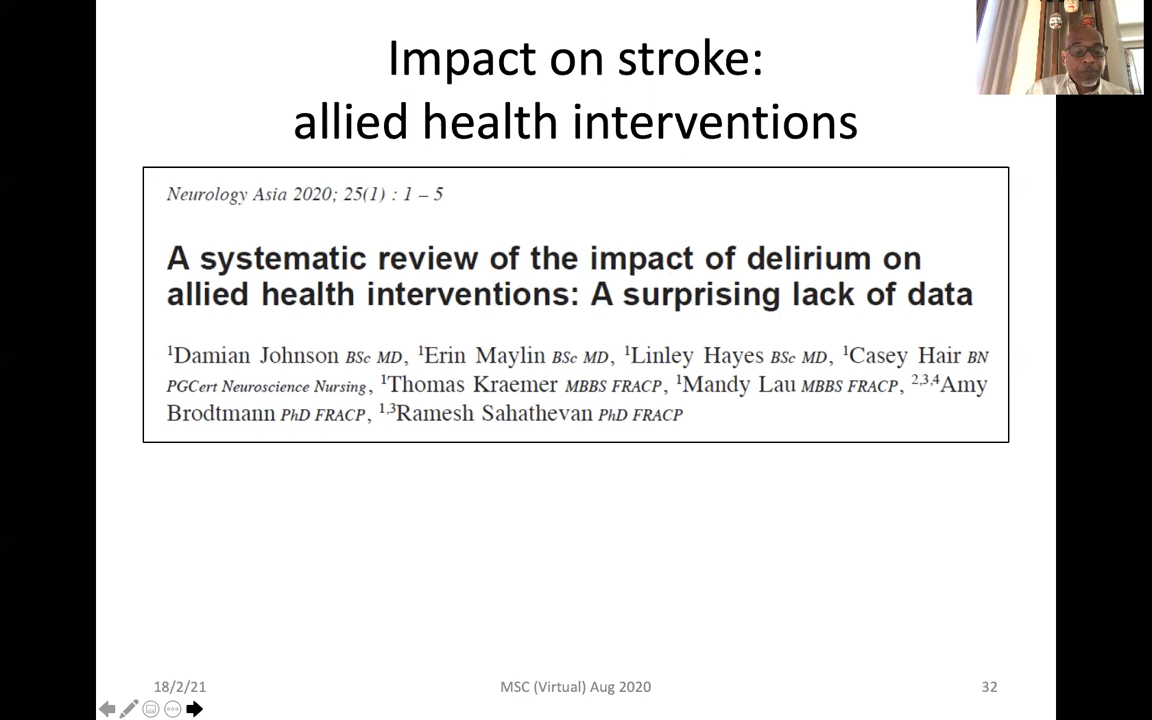 Impact on stroke:
allied health interventions
Neurology Asia 2020; 25(1) : 1 – 5
A systematic review of the impact of delirium on
allied health interventions: A surprising lack of data
¹Damian Johnson BSc MD, ¹Erin Maylin BSc MD, ¹Linley Hayes BSc MD, ¹Casey Hair BN
PGCert Neuroscience Nursing, ¹Thomas Kraemer MBBS FRACP, ¹Mandy Lau MBBS FRACP, ²,³,⁴Amy
Brodtmann PhD FRACP, ¹,³Ramesh Sahathevan PhD FRACP
18/2/21
MSC (Virtual) Aug 2020
32